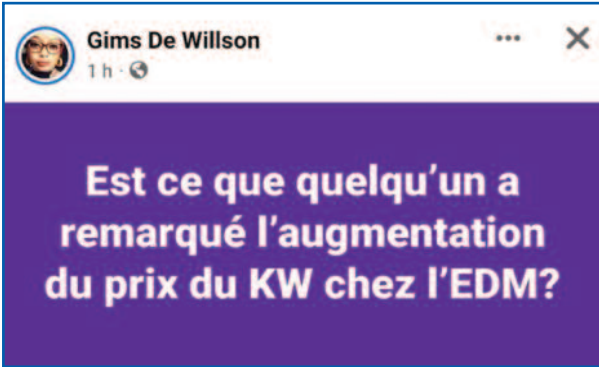 Gims De Willson
1 h ·
Est ce que quelqu'un a
remarqué l'augmentation
du prix du KW chez l'EDM?